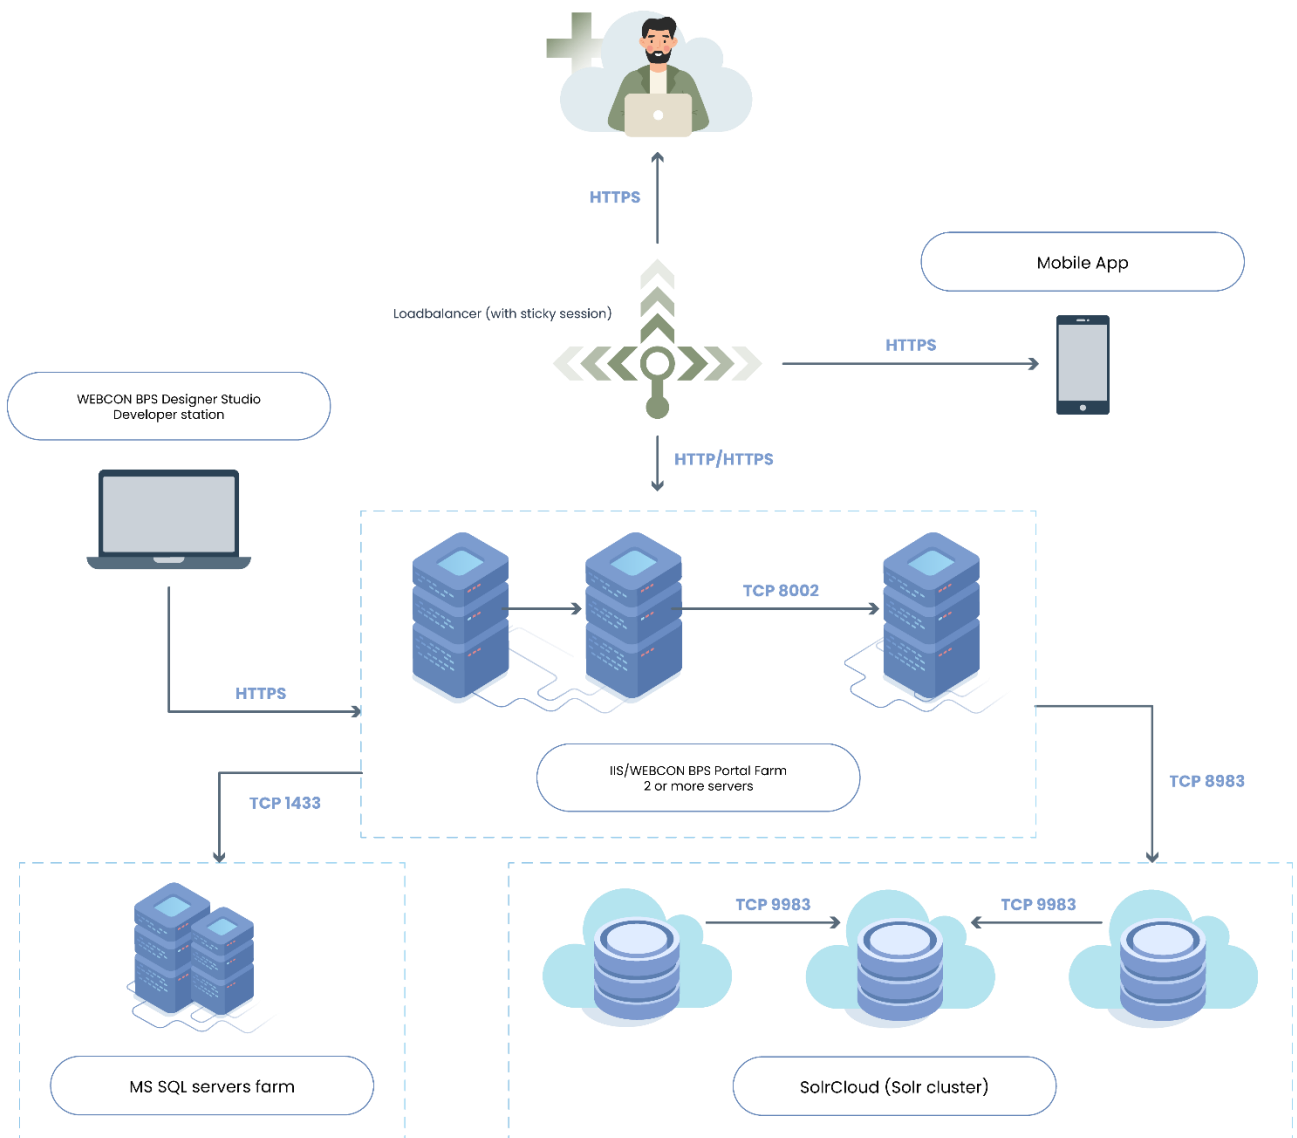 HTTPS
Mobile App
Loadbalancer (with sticky session)
HTTPS
WEBCON BPS Designer Studio
Developer station
HTTP/HTTPS
TCP 8002
HTTPS
IIS/WEBCON BPS Portal Farm
2 or more servers
TCP 1433
TCP 8983
TCP 9983
TCP 9983
MS SQL servers farm
SolrCloud (Solr cluster)